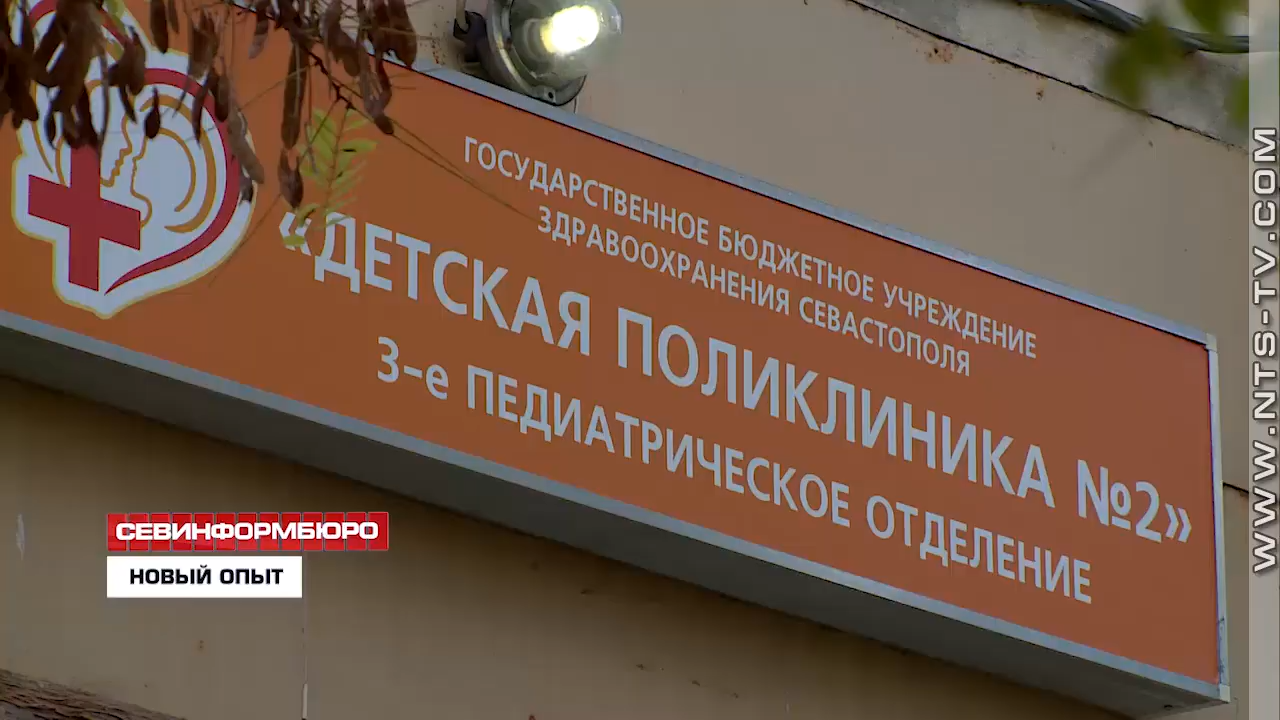 ГОСУДАРСТВЕННОЕ БЮДЖЕТНОЕ УЧРЕЖДЕНИЕ
ЗДРАВООХРАНЕНИЯ СЕВАСТОПОЛЯ
«ДЕТСКАЯ ПОЛИКЛИНИКА №2»
3-е ПЕДИАТРИЧЕСКОЕ ОТДЕЛЕНИЕ
СЕВИНФОРМБЮРО
НОВЫЙ ОПЫТ
WWW.NTS-TV.COM